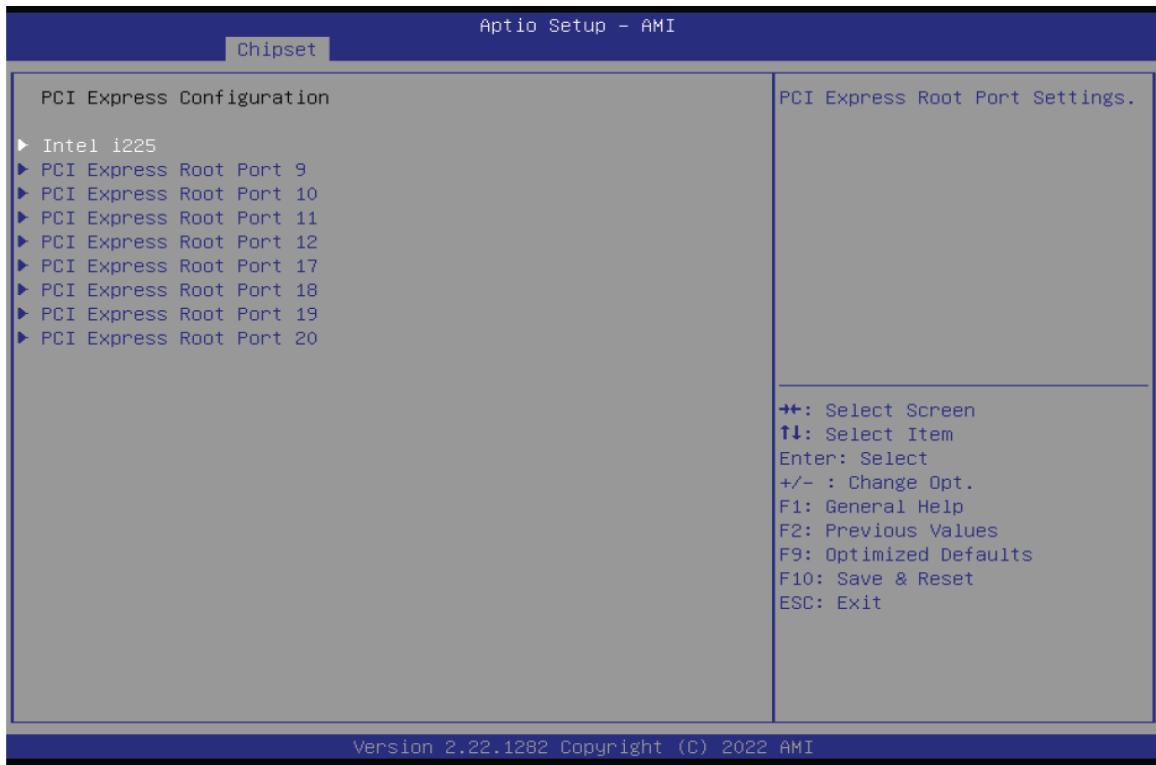 Aptio Setup – AMI
Chipset
PCI Express Configuration
▶ Intel i225
▶ PCI Express Root Port 9
▶ PCI Express Root Port 10
▶ PCI Express Root Port 11
▶ PCI Express Root Port 12
▶ PCI Express Root Port 17
▶ PCI Express Root Port 18
▶ PCI Express Root Port 19
▶ PCI Express Root Port 20
PCI Express Root Port Settings.
→←: Select Screen
↑↓: Select Item
Enter: Select
+/- : Change Opt.
F1: General Help
F2: Previous Values
F9: Optimized Defaults
F10: Save & Reset
ESC: Exit
Version 2.22.1282 Copyright (C) 2022 AMI